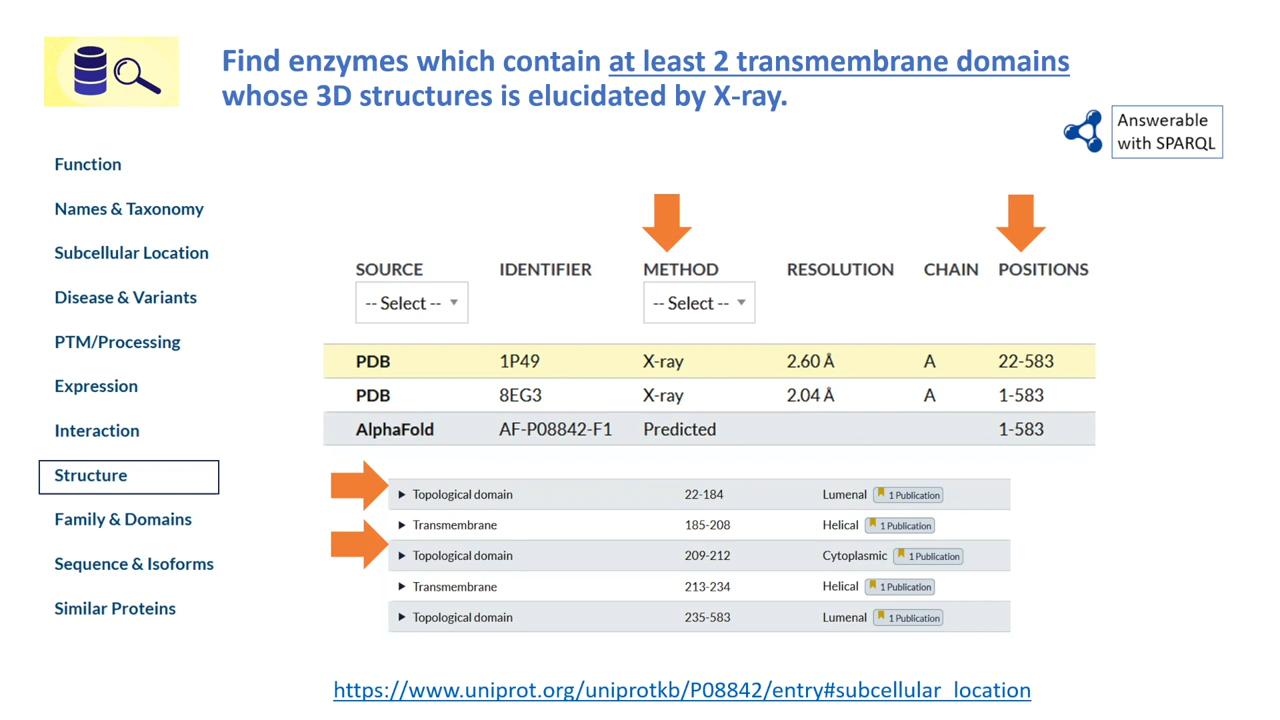 Find enzymes which contain at least 2 transmembrane domains
whose 3D structures is elucidated by X-ray.
Answerable
with SPARQL
Function
Names & Taxonomy
Subcellular Location
Disease & Variants
PTM/Processing
Expression
Interaction
Structure
Family & Domains
Sequence & Isoforms
Similar Proteins
SOURCE IDENTIFIER METHOD RESOLUTION CHAIN POSITIONS
-- Select -- -- Select --
PDB 1P49 X-ray 2.60 Å A 22-583
PDB 8EG3 X-ray 2.04 Å A 1-583
AlphaFold AF-P08842-F1 Predicted 1-583
Topological domain 22-184 Lumenal 1 Publication
Transmembrane 185-208 Helical 1 Publication
Topological domain 209-212 Cytoplasmic 1 Publication
Transmembrane 213-234 Helical 1 Publication
Topological domain 235-583 Lumenal 1 Publication
https://www.uniprot.org/uniprotkb/P08842/entry#subcellular_location